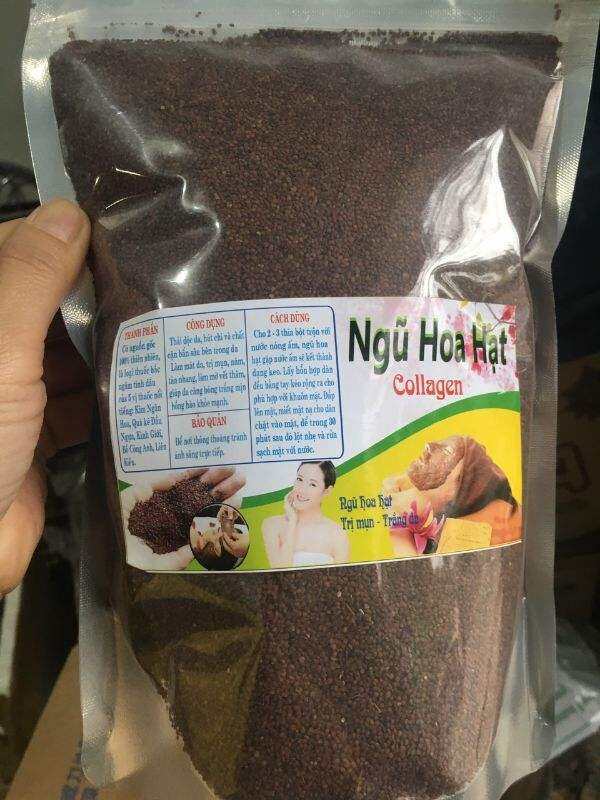 THÀNH PHẦN
Có nguồn gốc
100% thiên nhiên,
là loại thuốc bắc
ngâm tinh dầu
của 5 vị thuốc nổi
tiếng: Kim Ngân
Hoa, Quả ké Đầu
Ngựa, Kinh Giới,
Bồ Công Anh, Liên
Kiều.
CÔNG DỤNG
Thải độc da, hút chì và chất
cặn bẩn sâu bên trong da
Làm mát da, trị mụn, nám,
tàn nhang, làm mờ vết thâm,
giúp da căng bóng trắng mịn
hồng hào khỏe mạnh.
BẢO QUẢN
Để nơi thông thoáng tránh
ánh sáng trực tiếp.
CÁCH DÙNG
Cho 2 - 3 thìa bột trộn với
nước nóng ấm, ngũ hoa
hạt gặp nước ấm sẽ kết thành
dạng keo. Lấy hỗn hợp dàn
đều bằng tay kéo rộng ra cho
phù hợp với khuôn mặt. Đắp
lên mặt, miết mặt nạ cho dán
chặt vào mặt, để trong 30
phút sau đó lột nhẹ và rửa
sạch mặt với nước.
Ngũ Hoa Hạt
Collagen
Ngũ hoa hạt
Trị mụn - Trắng da